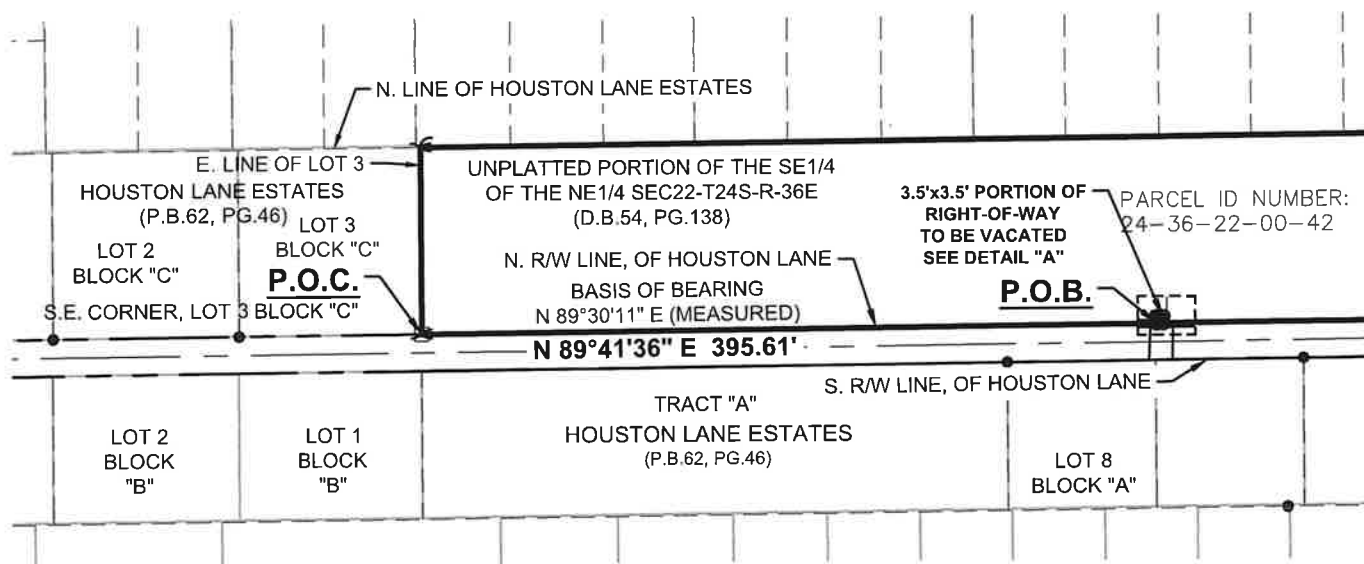 N. LINE OF HOUSTON LANE ESTATES
E. LINE OF LOT 3
HOUSTON LANE ESTATES
(P.B.62, PG.46)
LOT 3
BLOCK "C"
LOT 2
BLOCK "C"
P.O.C.
S.E. CORNER, LOT 3 BLOCK "C"
UNPLATTED PORTION OF THE SE1/4
OF THE NE1/4 SEC22-T24S-R-36E
(D.B.54, PG.138)
N. R/W LINE, OF HOUSTON LANE
BASIS OF BEARING
N 89°30'11" E (MEASURED)
N 89°41'36" E 395.61'
3.5'x3.5' PORTION OF
RIGHT-OF-WAY
TO BE VACATED
SEE DETAIL "A"
P.O.B.
PARCEL ID NUMBER:
24-36-22-00-42
S. R/W LINE, OF HOUSTON LANE
LOT 2
BLOCK
"B"
LOT 1
BLOCK
"B"
TRACT "A"
HOUSTON LANE ESTATES
(P.B.62, PG.46)
LOT 8
BLOCK "A"